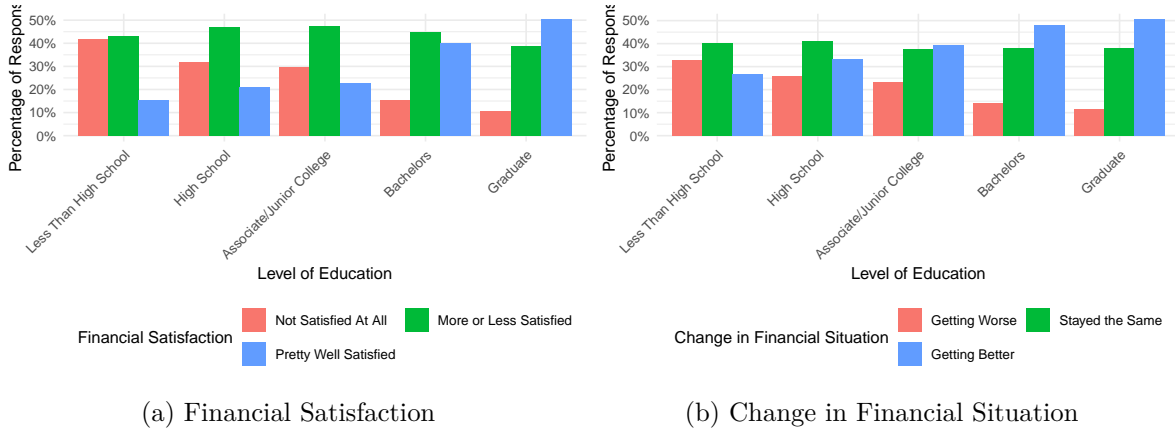 Percentage of Respons
50%
40%
30%
20%
10%
0%
Less Than High School
High School
Associate/Junior College
Bachelors
Graduate
Level of Education
Financial Satisfaction
Not Satisfied At All
More or Less Satisfied
Pretty Well Satisfied
(a) Financial Satisfaction
Percentage of Respons
50%
40%
30%
20%
10%
0%
Less Than High School
High School
Associate/Junior College
Bachelors
Graduate
Level of Education
Change in Financial Situation
Getting Worse
Stayed the Same
Getting Better
(b) Change in Financial Situation